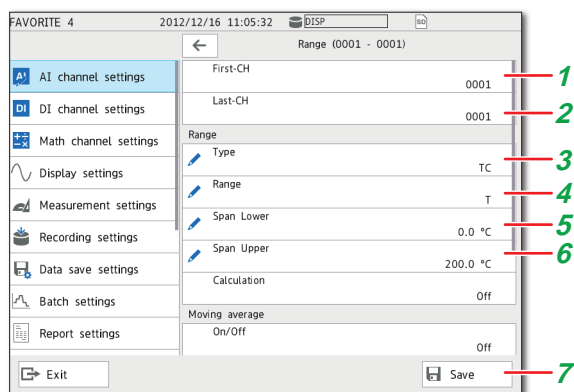 FAVORITE 4 2012/12/16 11:05:32 DISP SD
Range (0001 - 0001)
AI AI channel settings
DI DI channel settings
Math channel settings
Display settings
Measurement settings
Recording settings
Data save settings
Batch settings
Report settings
Exit
First-CH
0001
1
Last-CH
0001
2
Range
Type
TC
3
Range
T
4
Span Lower
0.0 °C
5
Span Upper
200.0 °C
6
Calculation
Off
Moving average
On/Off
Off
Save
7